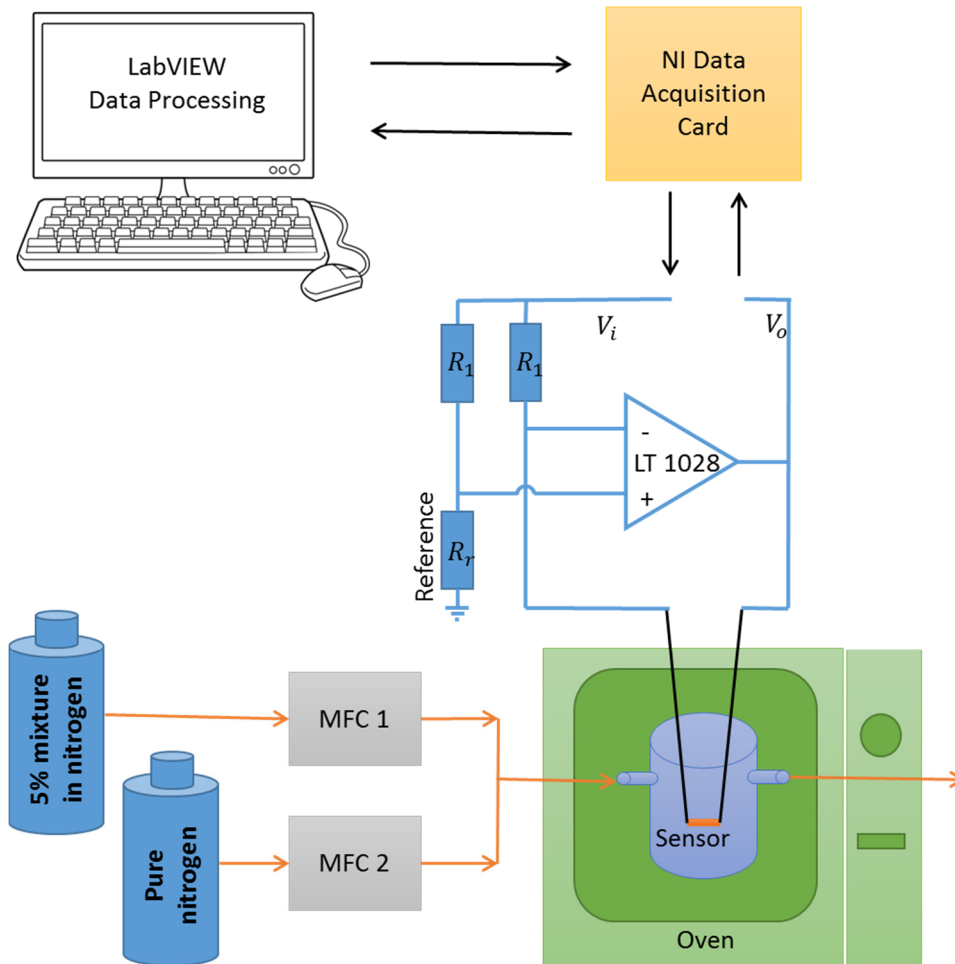 LabVIEW
Data Processing
NI Data
Acquisition
Card
V_i
V_o
R_1
R_1
-
LT 1028
+
Reference
R_r
5% mixture
in nitrogen
MFC 1
Pure
nitrogen
MFC 2
Sensor
Oven